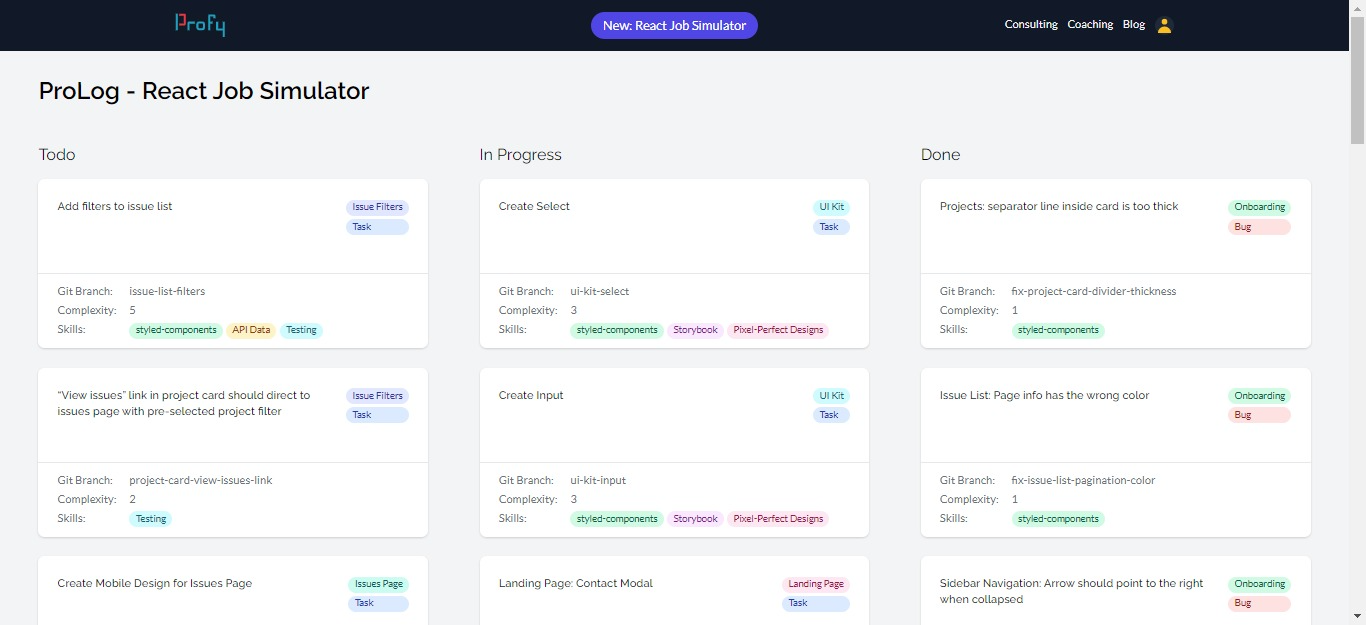 Profy
New: React Job Simulator
Consulting Coaching Blog
ProLog - React Job Simulator
Todo
Add filters to issue list
Issue Filters
Task
Git Branch: issue-list-filters
Complexity: 5
Skills: styled-components API Data Testing
“View issues” link in project card should direct to
issues page with pre-selected project filter
Issue Filters
Task
Git Branch: project-card-view-issues-link
Complexity: 2
Skills: Testing
Create Mobile Design for Issues Page
Issues Page
Task
In Progress
Create Select
UI Kit
Task
Git Branch: ui-kit-select
Complexity: 3
Skills: styled-components Storybook Pixel-Perfect Designs
Create Input
UI Kit
Task
Git Branch: ui-kit-input
Complexity: 3
Skills: styled-components Storybook Pixel-Perfect Designs
Landing Page: Contact Modal
Landing Page
Task
Done
Projects: separator line inside card is too thick
Onboarding
Bug
Git Branch: fix-project-card-divider-thickness
Complexity: 1
Skills: styled-components
Issue List: Page info has the wrong color
Onboarding
Bug
Git Branch: fix-issue-list-pagination-color
Complexity: 1
Skills: styled-components
Sidebar Navigation: Arrow should point to the right
when collapsed
Onboarding
Bug